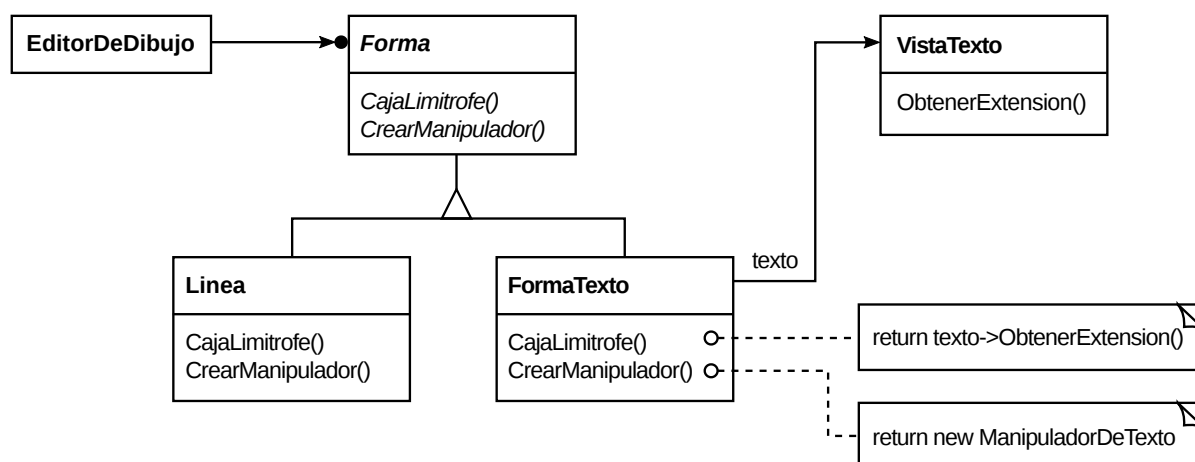 EditorDeDibujo
Forma
CajaLimitrofe()
CrearManipulador()
VistaTexto
ObtenerExtension()
texto
Linea
CajaLimitrofe()
CrearManipulador()
FormaTexto
CajaLimitrofe()
CrearManipulador()
return texto->ObtenerExtension()
return new ManipuladorDeTexto